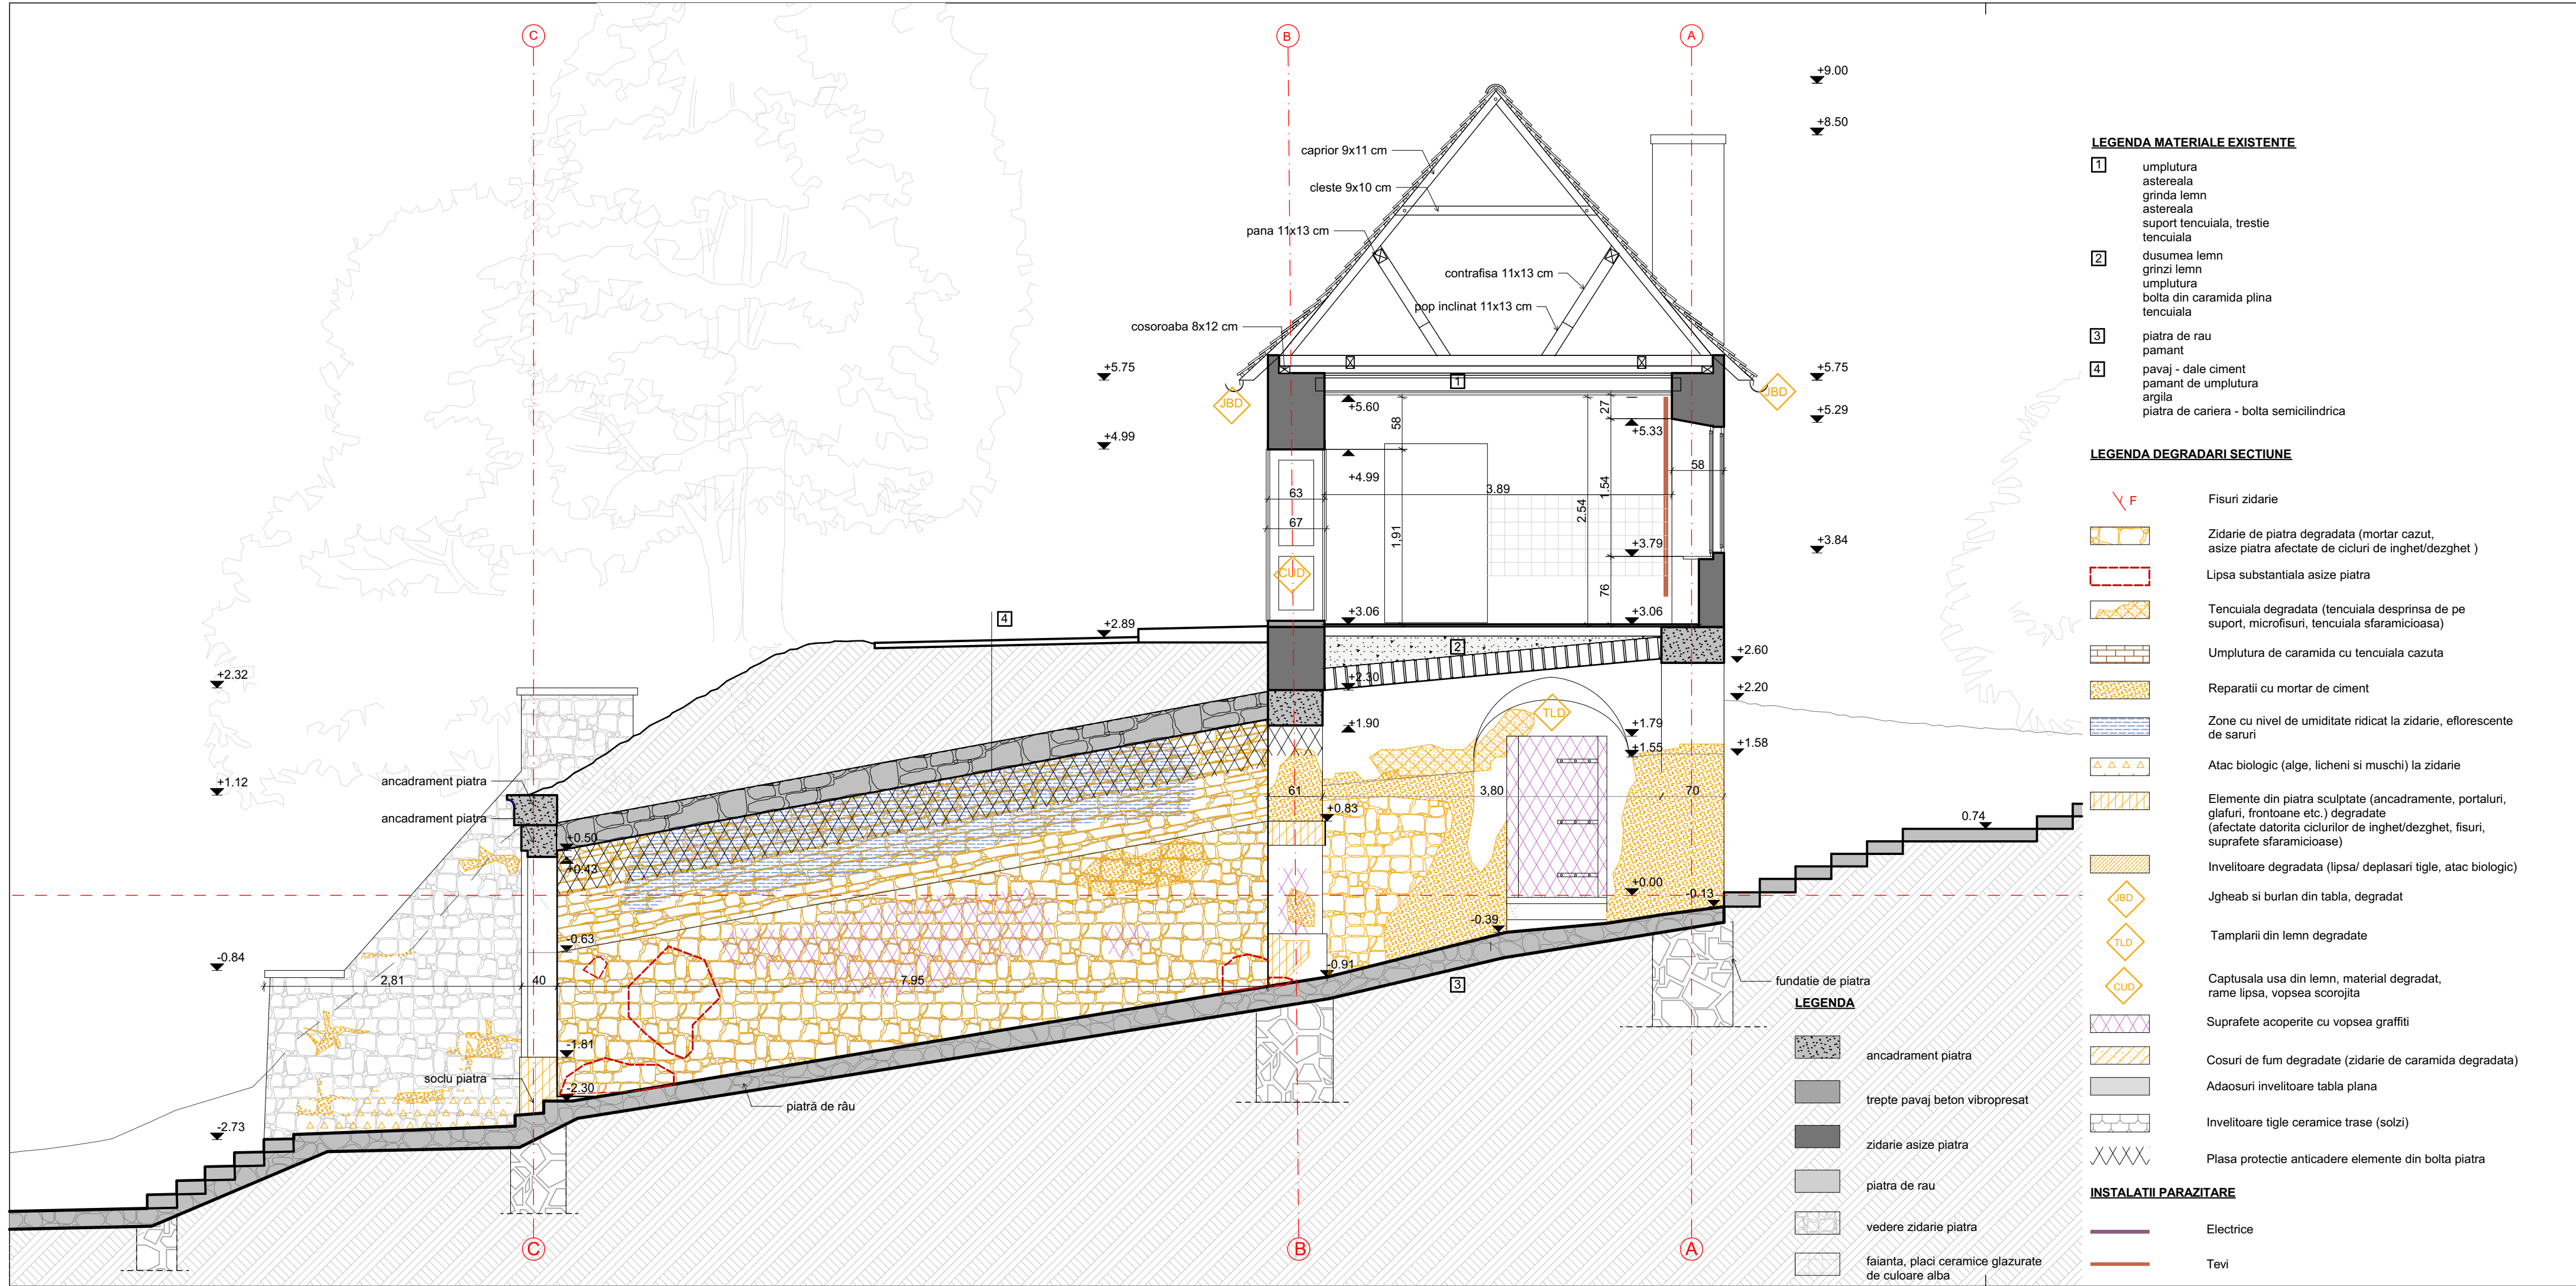 C
B
A
+9.00
+8.50
caprior 9x11 cm
cleste 9x10 cm
pana 11x13 cm
contrafisa 11x13 cm
pop inclinat 11x13 cm
cosoroaba 8x12 cm
+5.75
+5.75
1
JBD
JBD
+5.60
58
27
+5.29
+5.33
+4.99
+4.99
58
63
3.89
1.54
2.54
67
1,91
+3.79
+3.84
CUD
76
+3.06
+3.06
4
+2.89
2
+2.60
+2.32
+2.30
+2.20
TLD
+1.90
+1.79
+1.55
+1.58
ancadrament piatra
+1.12
61
3,80
70
ancadrament piatra
+0.83
0.74
+0.50
+0.43
+0.00
-0.13
-0.39
-0.63
-0.84
-0.91
2,81
40
7.95
3
fundatie de piatra
-1.81
soclu piatra
-2.30
piatră de râu
-2.73
C
B
A
LEGENDA
ancadrament piatra
trepte pavaj beton vibropresat
zidarie asize piatra
piatra de rau
vedere zidarie piatra
faianta, placi ceramice glazurate
de culoare alba
LEGENDA MATERIALE EXISTENTE
1
umplutura
astereala
grinda lemn
astereala
suport tencuiala, trestie
tencuiala
2
dusumea lemn
grinzi lemn
umplutura
bolta din caramida plina
tencuiala
3
piatra de rau
pamant
4
pavaj - dale ciment
pamant de umplutura
argila
piatra de cariera - bolta semicilindrica
LEGENDA DEGRADARI SECTIUNE
F
Fisuri zidarie
Zidarie de piatra degradata (mortar cazut,
asize piatra afectate de cicluri de inghet/dezghet )
Lipsa substantiala asize piatra
Tencuiala degradata (tencuiala desprinsa de pe
suport, microfisuri, tencuiala sfaramicioasa)
Umplutura de caramida cu tencuiala cazuta
Reparatii cu mortar de ciment
Zone cu nivel de umiditate ridicat la zidarie, eflorescente
de saruri
Atac biologic (alge, licheni si muschi) la zidarie
Elemente din piatra sculptate (ancadramente, portaluri,
glafuri, frontoane etc.) degradate
(afectate datorita ciclurilor de inghet/dezghet, fisuri,
suprafete sfaramicioase)
Invelitoare degradata (lipsa/ deplasari tigle, atac biologic)
JBD
Jgheab si burlan din tabla, degradat
TLD
Tamplarii din lemn degradate
CUD
Captusala usa din lemn, material degradat,
rame lipsa, vopsea scorojita
Suprafete acoperite cu vopsea graffiti
Cosuri de fum degradate (zidarie de caramida degradata)
Adaosuri invelitoare tabla plana
Invelitoare tigle ceramice trase (solzi)
Plasa protectie anticadere elemente din bolta piatra
INSTALATII PARAZITARE
Electrice
Tevi